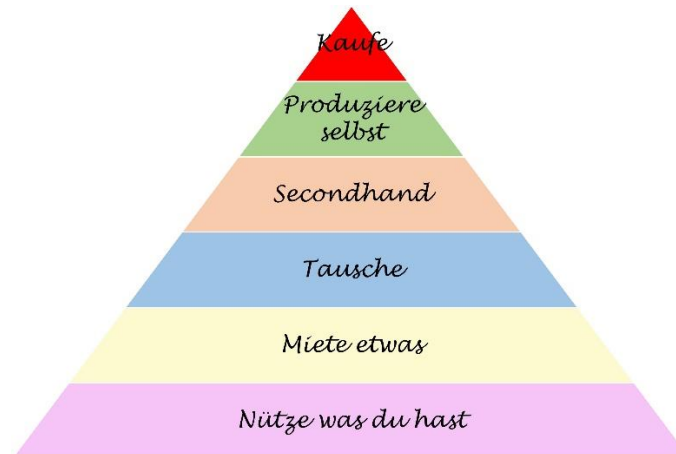 Kaufe
Produziere
selbst
Secondhand
Tausche
Miete etwas
Nütze was du hast